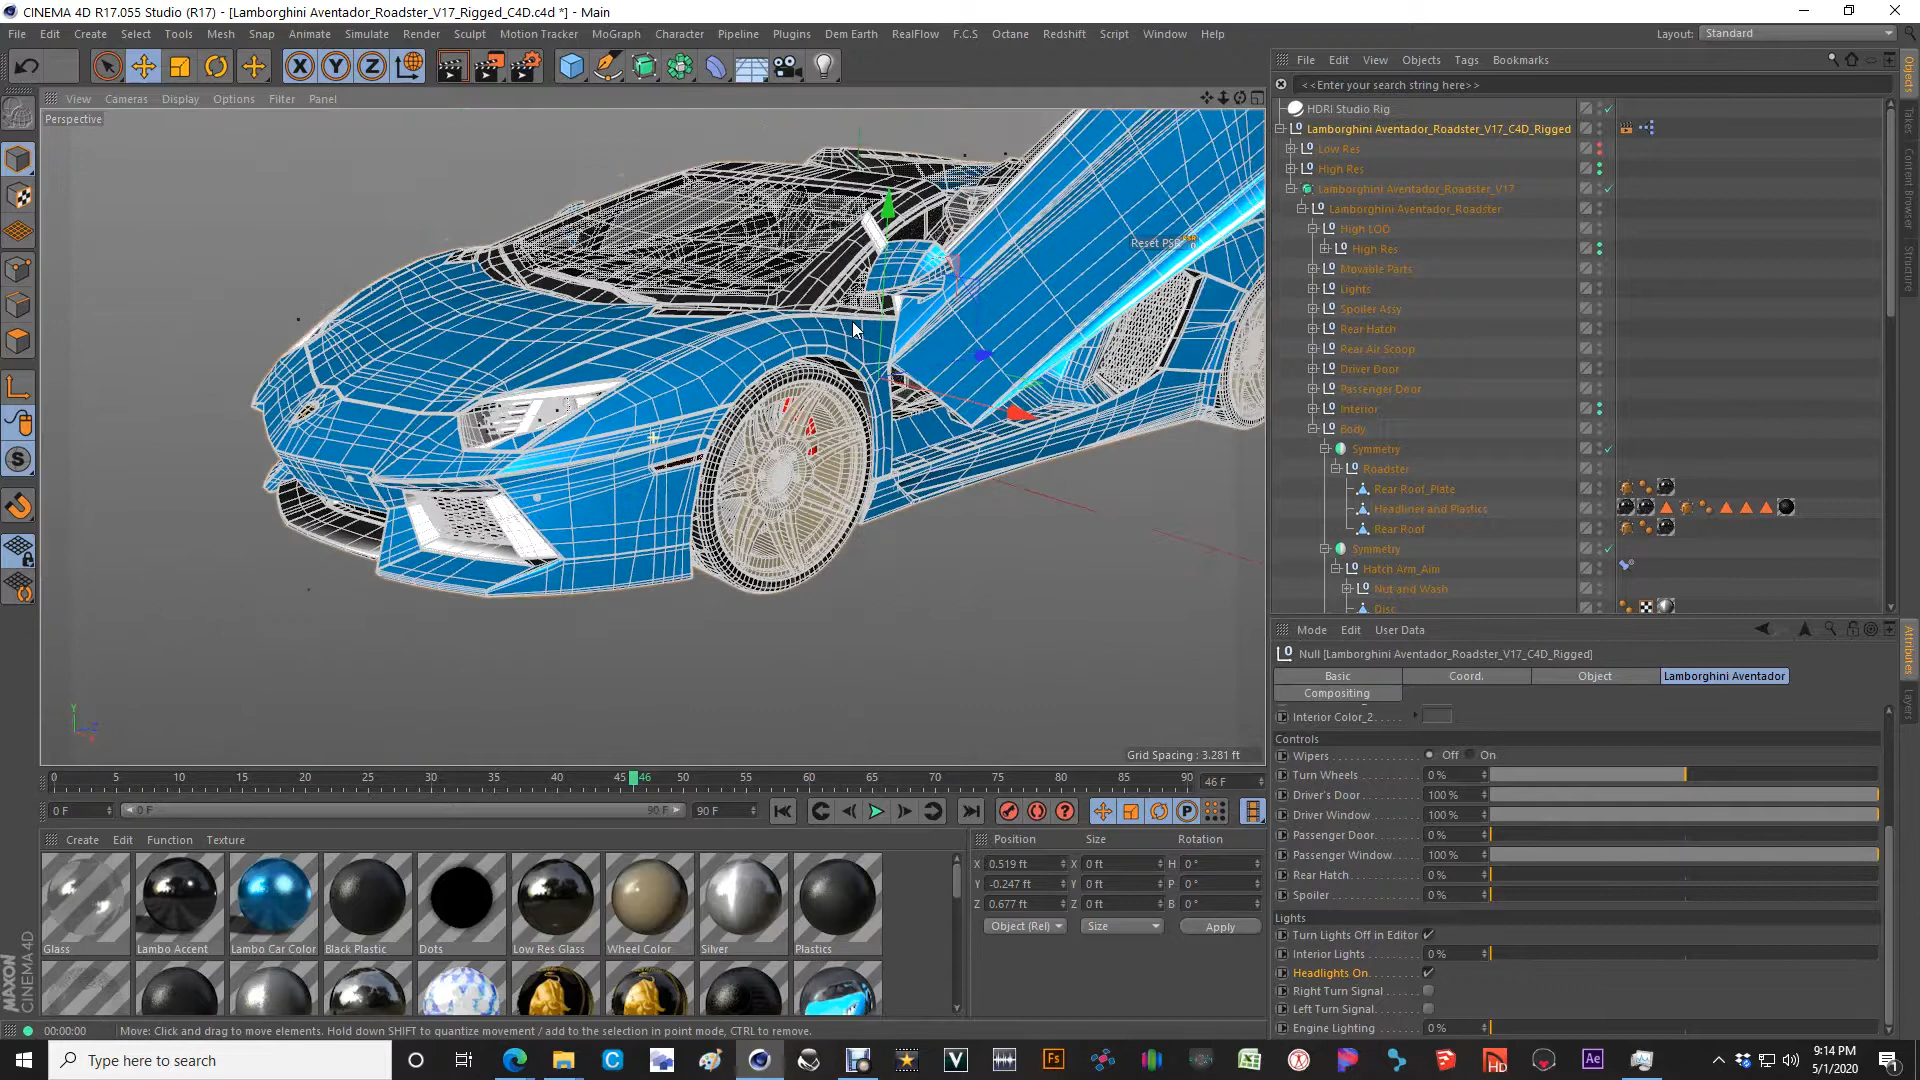 CINEMA 4D R17.055 Studio (R17) - [Lamborghini Aventador_Roadster_V17_Rigged_C4D.c4d *] - Main
File Edit Create Select Tools Mesh Snap Animate Simulate Render Sculpt Motion Tracker MoGraph Character Pipeline Plugins Dem Earth RealFlow F.C.S Octane Redshift Script Window Help
Layout: Standard
File Edit View Objects Tags Bookmarks
<<Enter your search string here>>
View Cameras Display Options Filter Panel
Perspective
HDRI Studio Rig
Lamborghini Aventador_Roadster_V17_C4D_Rigged
Low Res
High Res
Lamborghini Aventador_Roadster_V17
Lamborghini Aventador_Roadster
High LOD
High Res
Movable Parts
Lights
Spoiler Assy
Rear Hatch
Rear Air Scoop
Driver Door
Passenger Door
Interior
Body
Symmetry
Roadster
Rear Roof_Plate
Headliner and Plastics
Rear Roof
Symmetry
Hatch Arm_Aim
Nut and Wash
Disc
Objects
Takes
Content Browser
Structure
Reset PSR
Grid Spacing : 3.281 ft
0 5 10 15 20 25 30 35 40 45 46 50 55 60 65 70 75 80 85 90 46 F
0 F 0 F 90 F 90 F
Create Edit Function Texture
Glass Lambo Accent Lambo Car Color Black Plastic Dots Low Res Glass Wheel Color Silver Plastics
Position Size Rotation
X 0.519 ft X 0 ft H 0 °
Y -0.247 ft Y 0 ft P 0 °
Z 0.677 ft Z 0 ft B 0 °
Object (Rel) Size Apply
Mode Edit User Data
Null [Lamborghini Aventador_Roadster_V17_C4D_Rigged]
Basic Coord. Object Lamborghini Aventador
Compositing
Interior Color_2
Controls
Wipers Off On
Turn Wheels 0 %
Driver's Door 100 %
Driver Window 100 %
Passenger Door 0 %
Passenger Window 100 %
Rear Hatch 0 %
Spoiler 0 %
Lights
Turn Lights Off in Editor
Interior Lights 0 %
Headlights On
Right Turn Signal
Left Turn Signal
Engine Lighting 0 %
Attributes
Layers
MAXON
CINEMA 4D
00:00:00 Move: Click and drag to move elements. Hold down SHIFT to quantize movement / add to the selection in point mode, CTRL to remove.
Type here to search
9:14 PM
5/1/2020